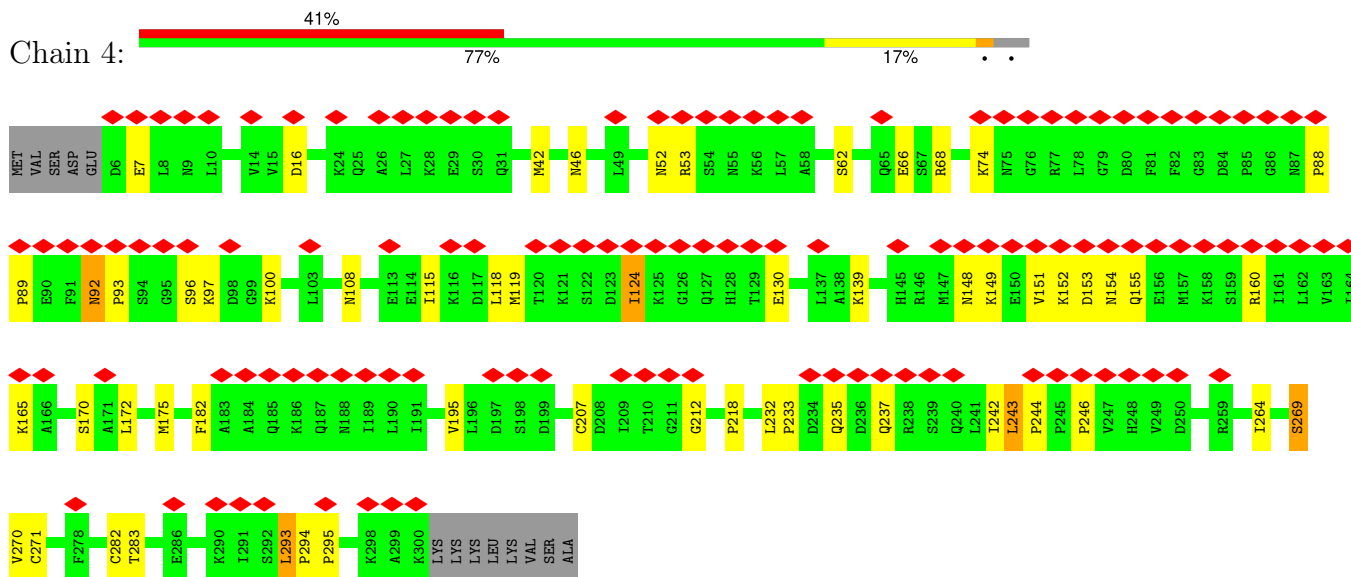 41%
Chain 4:
77% 17% • •
MET VAL SER ASP GLU D6 E7 L8 N9 L10 V14 V15 D16 K24 Q25 A26 L27 K28 E29 S30 Q31 M42 N46 L49 N52 R53 S54 N55 K56 L57 A58 S62 Q65 E66 S67 R68 K74 N75 G76 R77 L78 G79 D80 F81 F82 G83 D84 P85 G86 N87 P88
P89 E90 F91 N92 P93 S94 G95 S96 K97 D98 G99 K100 L103 N108 E113 E114 I115 K116 D117 L118 M119 T120 K121 S122 D123 I124 K125 G126 Q127 H128 T129 E130 L137 A138 K139 H145 R146 M147 N148 K149 E150 V151 K152 D153 N154 Q155 E156 M157 K158 S159 R160 I161 L162 V163 I164
K165 A166 S170 A171 L172 M175 F182 A183 A184 Q185 K186 Q187 N188 I189 L190 I191 V195 L196 D197 S198 D199 C207 D208 I209 T210 G211 G212 P218 L232 P233 D234 Q235 D236 Q237 R238 S239 Q240 L241 I242 L243 P244 P245 P246 V247 H248 V249 D250 R259 I264 S269
V270 C271 F278 C282 T283 E286 K290 I291 S292 L293 P294 P295 K298 A299 K300 LYS LYS LYS LEU LYS VAL SER ALA